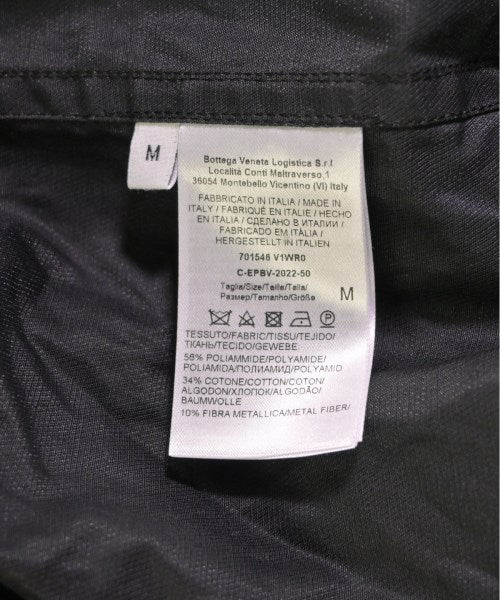 M
Bottega Veneta Logistica S.r.l.
Località Conti Maltraverso,1
36054 Montebello Vicentino (VI) Italy
FABBRICATO IN ITALIA / MADE IN
ITALY / FABRIQUÉ EN ITALIE / HECHO
EN ITALIA / СДЕЛАНО В ИТАЛИИ /
FABRICADO EM ITÁLIA /
HERGESTELLT IN ITALIEN
701546 V1WR0
C-EPBV-2022-50
Taglia/Size/Taille/Talla/
Размер/Tamanho/Größe M
P
TESSUTO/FABRIC/TISSU/TEJIDO/
ТКАНЬ/TECIDO/GEWEBE.
56% POLIAMMIDE/POLYAMIDE/
POLIAMIDA/ПОЛИАМИД/POLYAMID
34% COTONE/COTTON/COTON/
ALGODON/ХЛОПОК/ALGODÃO/
BAUMWOLLE
10% FIBRA METALLICA/METAL FIBER/